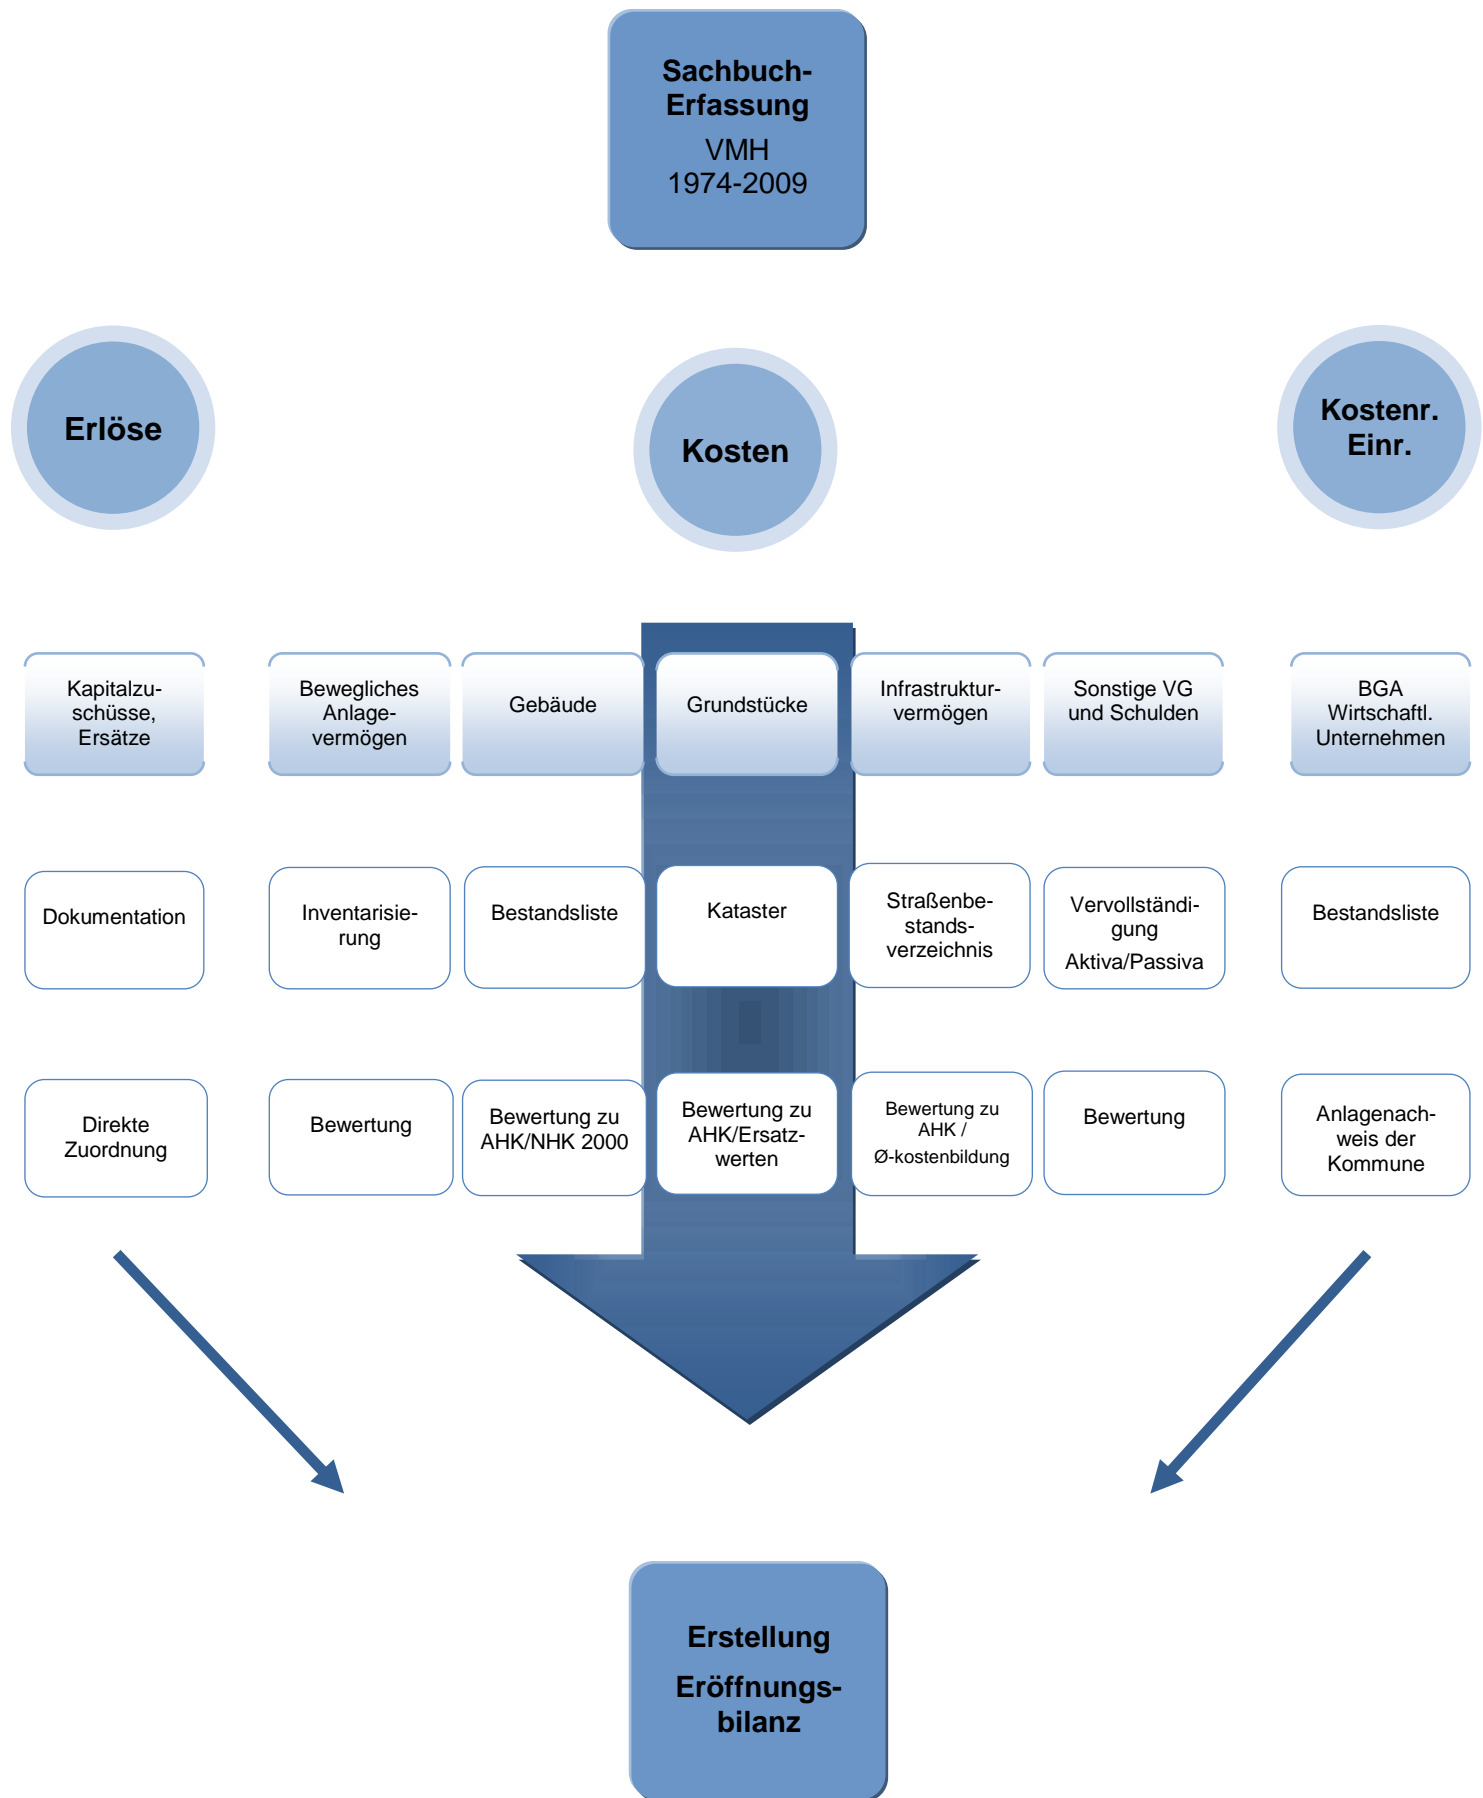 Sachbuch-
Erfassung
VMH
1974-2009
Erlöse
Kosten
Kostenr.
Einr.
Kapitalzu-
schüsse,
Ersätze
Bewegliches
Anlage-
vermögen
Gebäude
Grundstücke
Infrastruktur-
vermögen
Sonstige VG
und Schulden
BGA
Wirtschaftl.
Unternehmen
Dokumentation
Inventarisie-
rung
Bestandsliste
Kataster
Straßenbe-
stands-
verzeichnis
Vervollständi-
gung
Aktiva/Passiva
Bestandsliste
Direkte
Zuordnung
Bewertung
Bewertung zu
AHK/NHK 2000
Bewertung zu
AHK/Ersatz-
werten
Bewertung zu
AHK /
Ø-kostenbildung
Bewertung
Anlagenach-
weis der
Kommune
Erstellung
Eröffnungs-
bilanz